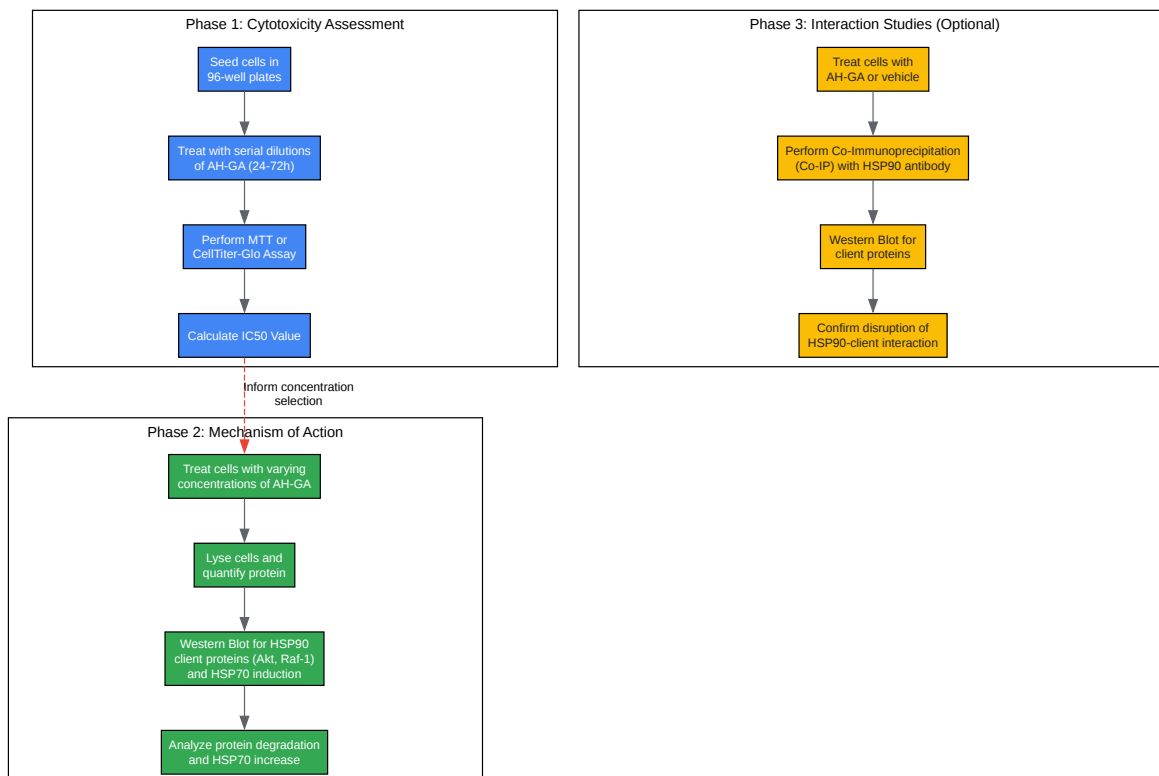 Phase 1: Cytotoxicity Assessment
Seed cells in
96-well plates
Treat with serial dilutions
of AH-GA (24-72h)
Perform MTT or
CellTiter-Glo Assay
Calculate IC50 Value
Inform concentration
selection
Phase 2: Mechanism of Action
Treat cells with varying
concentrations of AH-GA
Lyse cells and
quantify protein
Western Blot for HSP90
client proteins (Akt, Raf-1)
and HSP70 induction
Analyze protein degradation
and HSP70 increase
Phase 3: Interaction Studies (Optional)
Treat cells with
AH-GA or vehicle
Perform Co-Immunoprecipitation
(Co-IP) with HSP90 antibody
Western Blot for
client proteins
Confirm disruption of
HSP90-client interaction